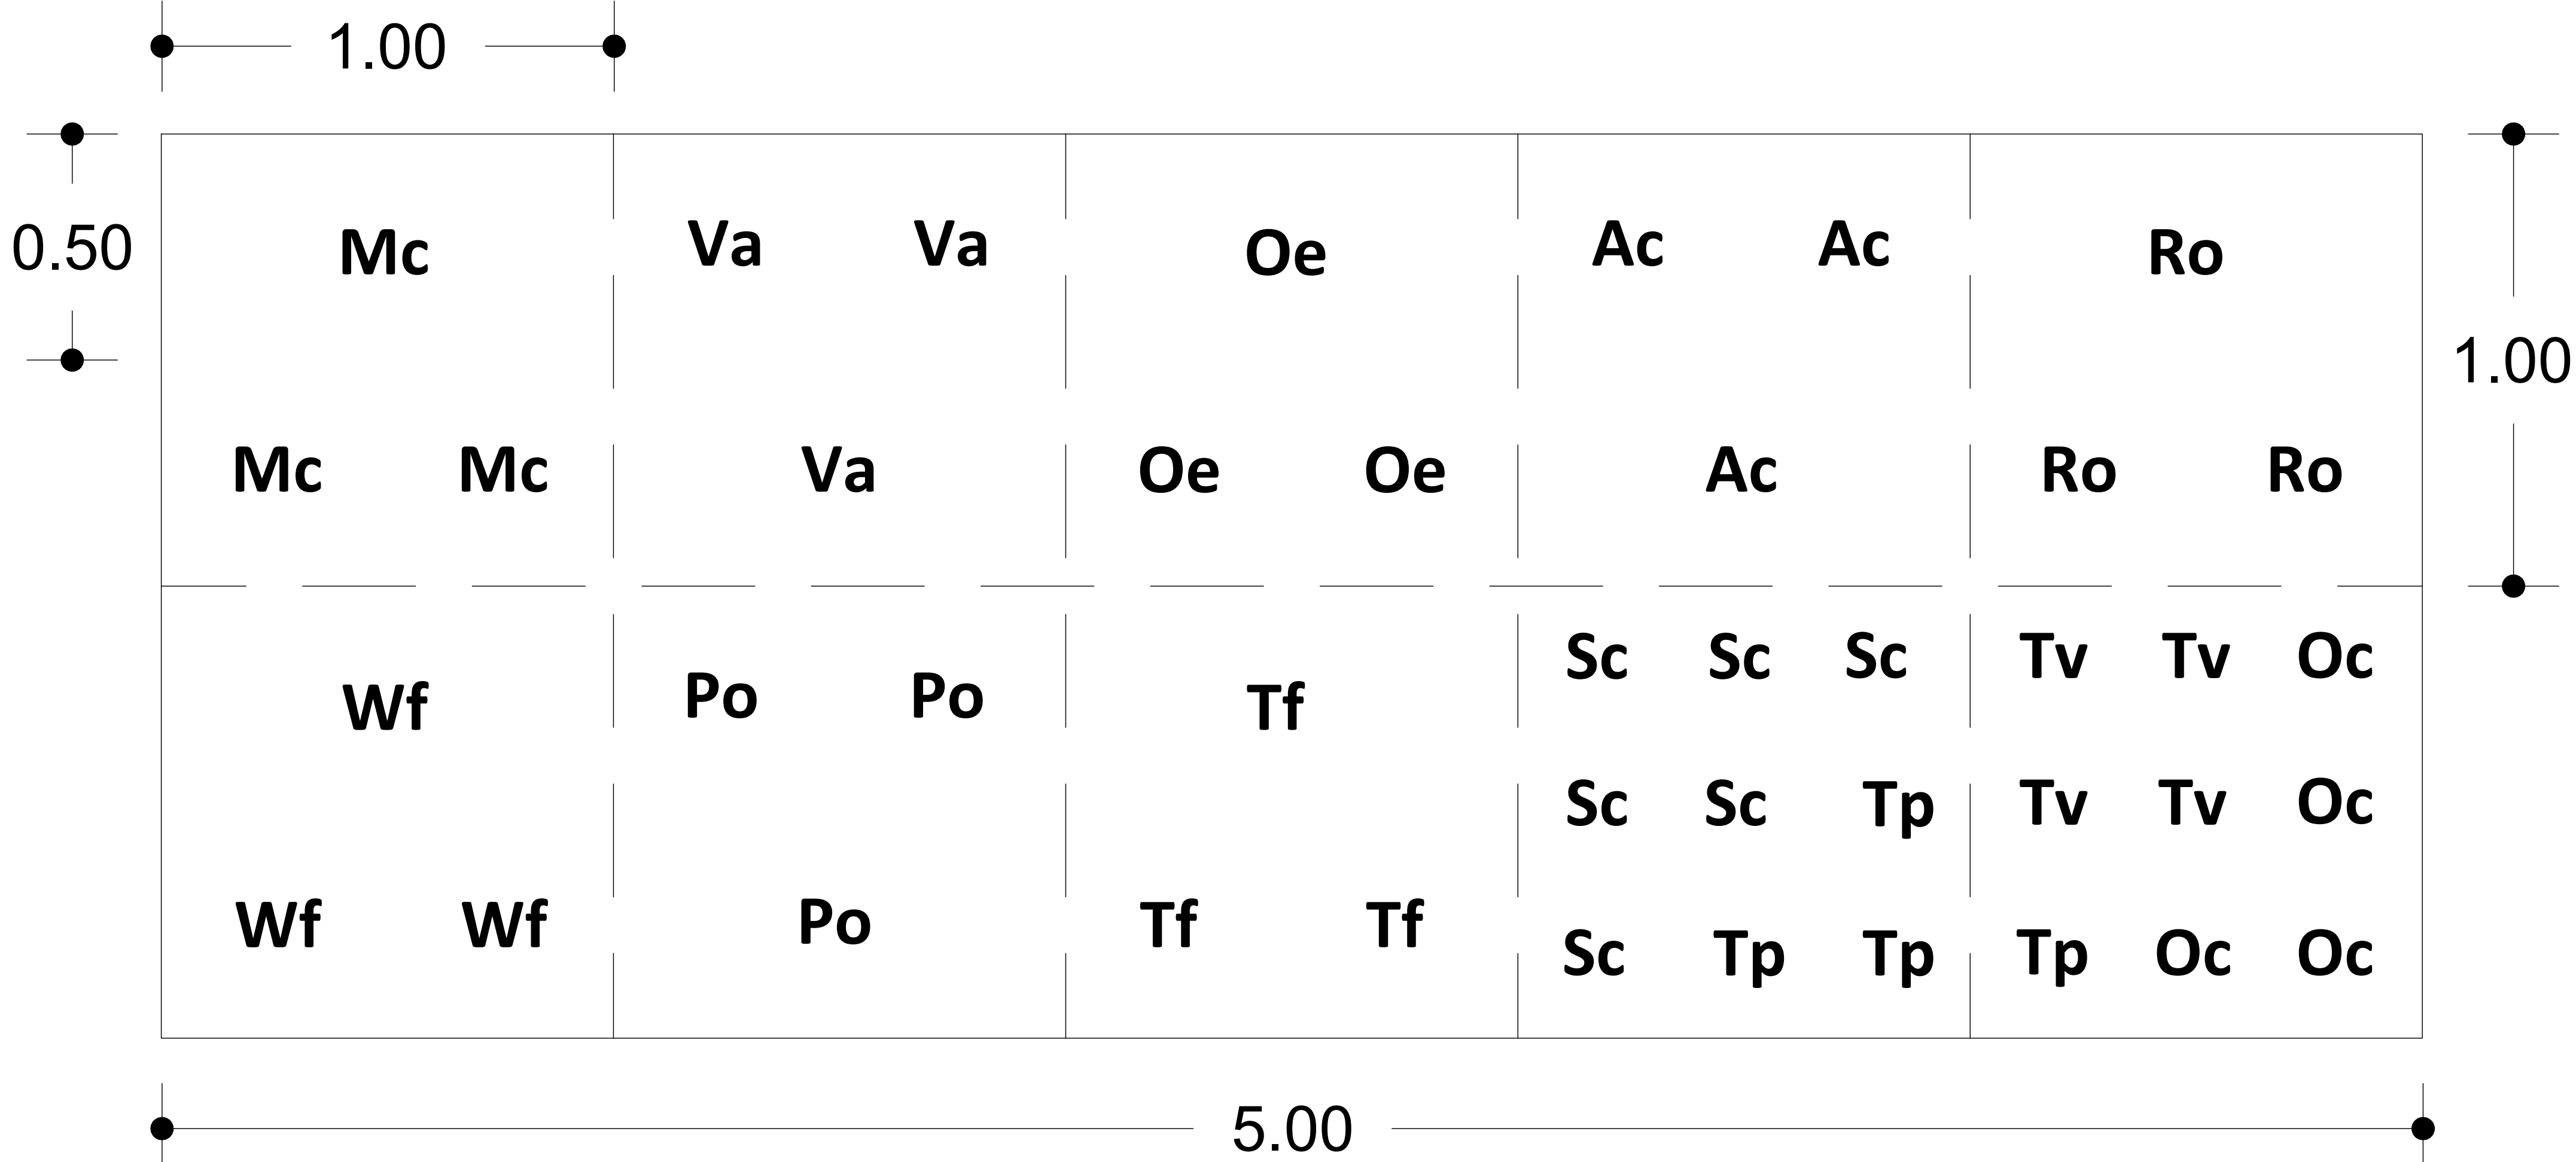 1.00
0.50
1.00
Mc Va Va Oe Ac Ac Ro
Mc Mc Va Oe Oe Ac Ro Ro
Sc Sc Sc Tv Tv Oc
Wf Po Po Tf
Sc Sc Tp Tv Tv Oc
Wf Wf Po Tf Tf
Sc Tp Tp Tp Oc Oc
5.00